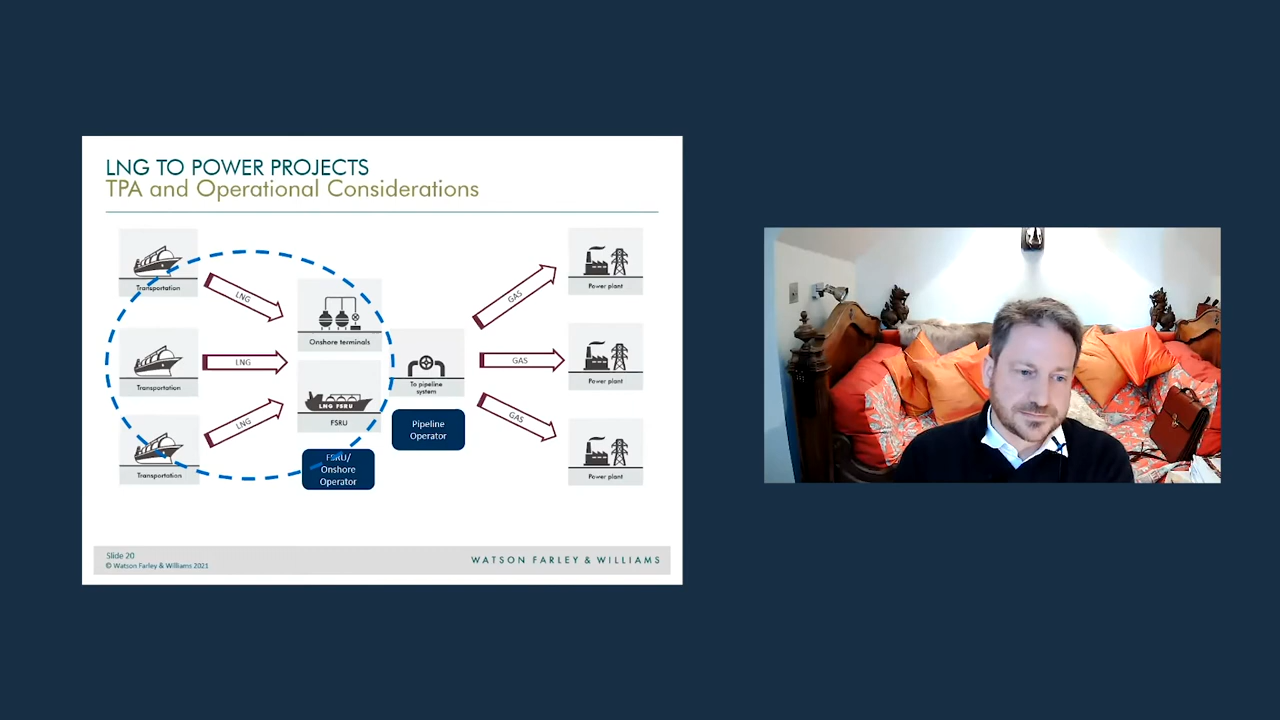 LNG TO POWER PROJECTS
TPA and Operational Considerations
Transportation
LNG
Onshore terminals
GAS
Power plant
Transportation
LNG
To pipeline
system
GAS
Power plant
Transportation
LNG
LNG FSRU
FSRU
Pipeline
Operator
GAS
Power plant
FSRU/
Onshore
Operator
Slide 20
© Watson Farley & Williams 2021
WATSON FARLEY & WILLIAMS